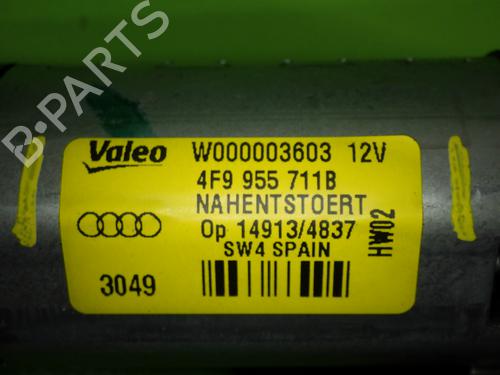 B-PARTS
Valeo W000003603 12V
4F9 955 711B
NAHENTSTOERT
Op 14913/4837
SW4 SPAIN
HW02
3049